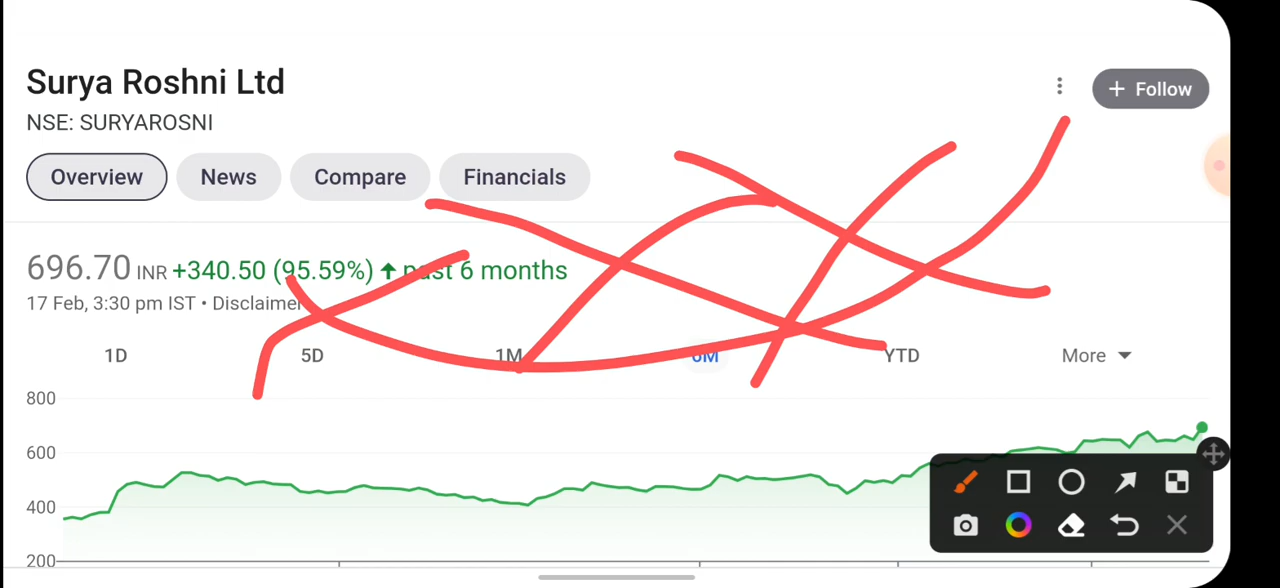 Surya Roshni Ltd
+ Follow
NSE: SURYAROSNI
Overview News Compare Financials
696.70 INR +340.50 (95.59%) ↑ past 6 months
17 Feb, 3:30 pm IST • Disclaimer
1D 5D 1M 6M YTD More
800
600
400
200